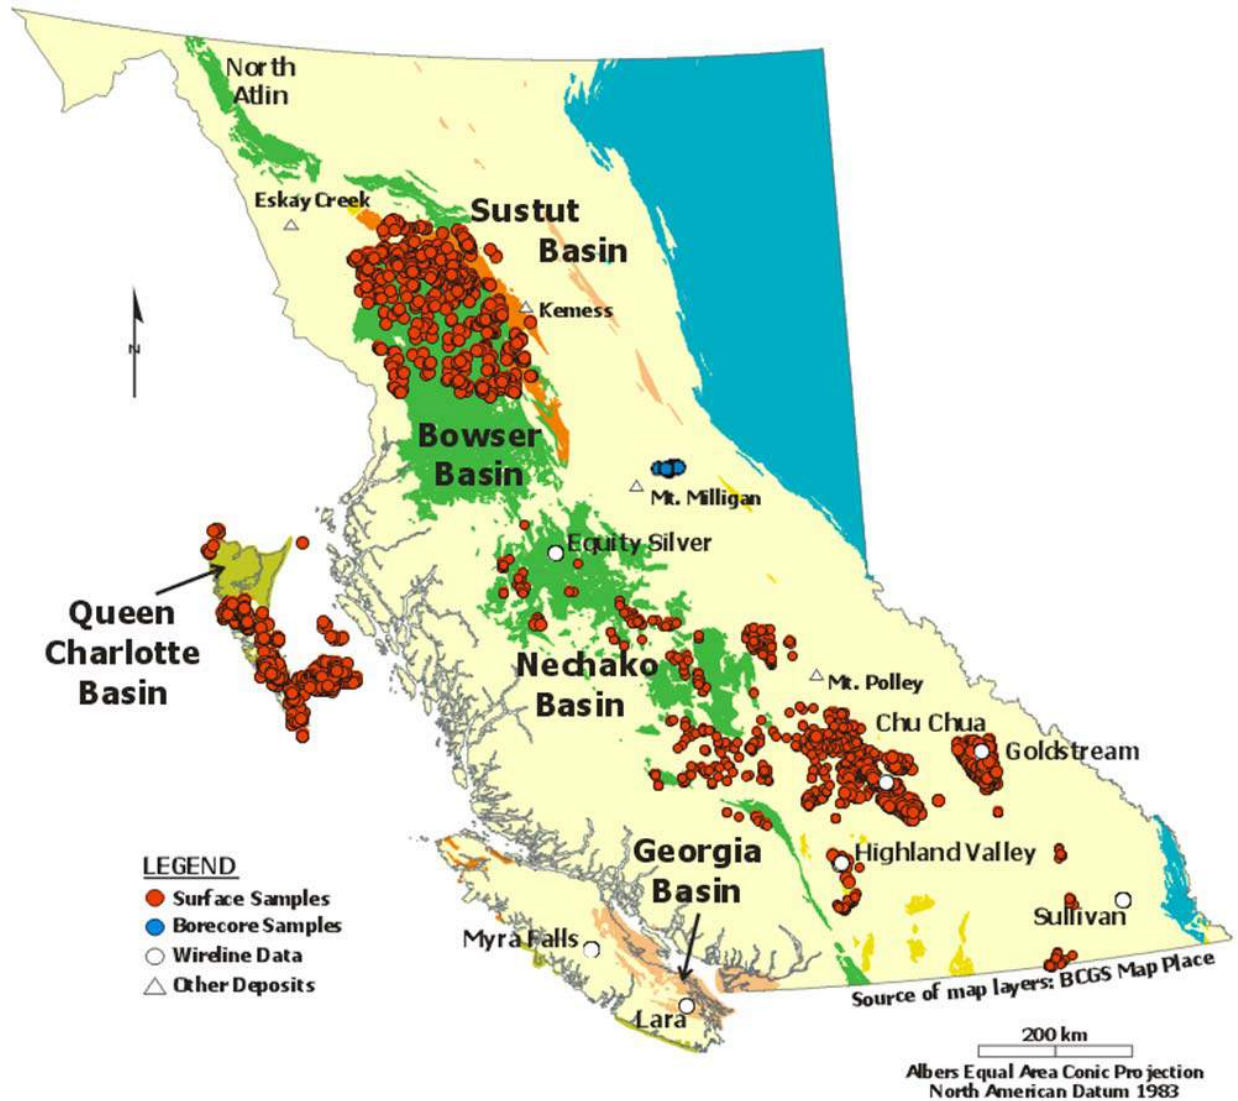 North
Atlin
Eskay Creek
Sustut
Basin
Kemess
N
Bowser
Basin
Mt. Milligan
Equity Silver
Queen
Charlotte
Basin
Nechako
Basin
Mt. Polley
Chu Chua
Goldstream
Georgia
Basin
Highland Valley
LEGEND
Surface Samples
Borecore Samples
Wireline Data
Other Deposits
Sullivan
Myra Falls
Lara
Source of map layers: BCGS Map Place
200 km
Albers Equal Area Conic Projection
North American Datum 1983